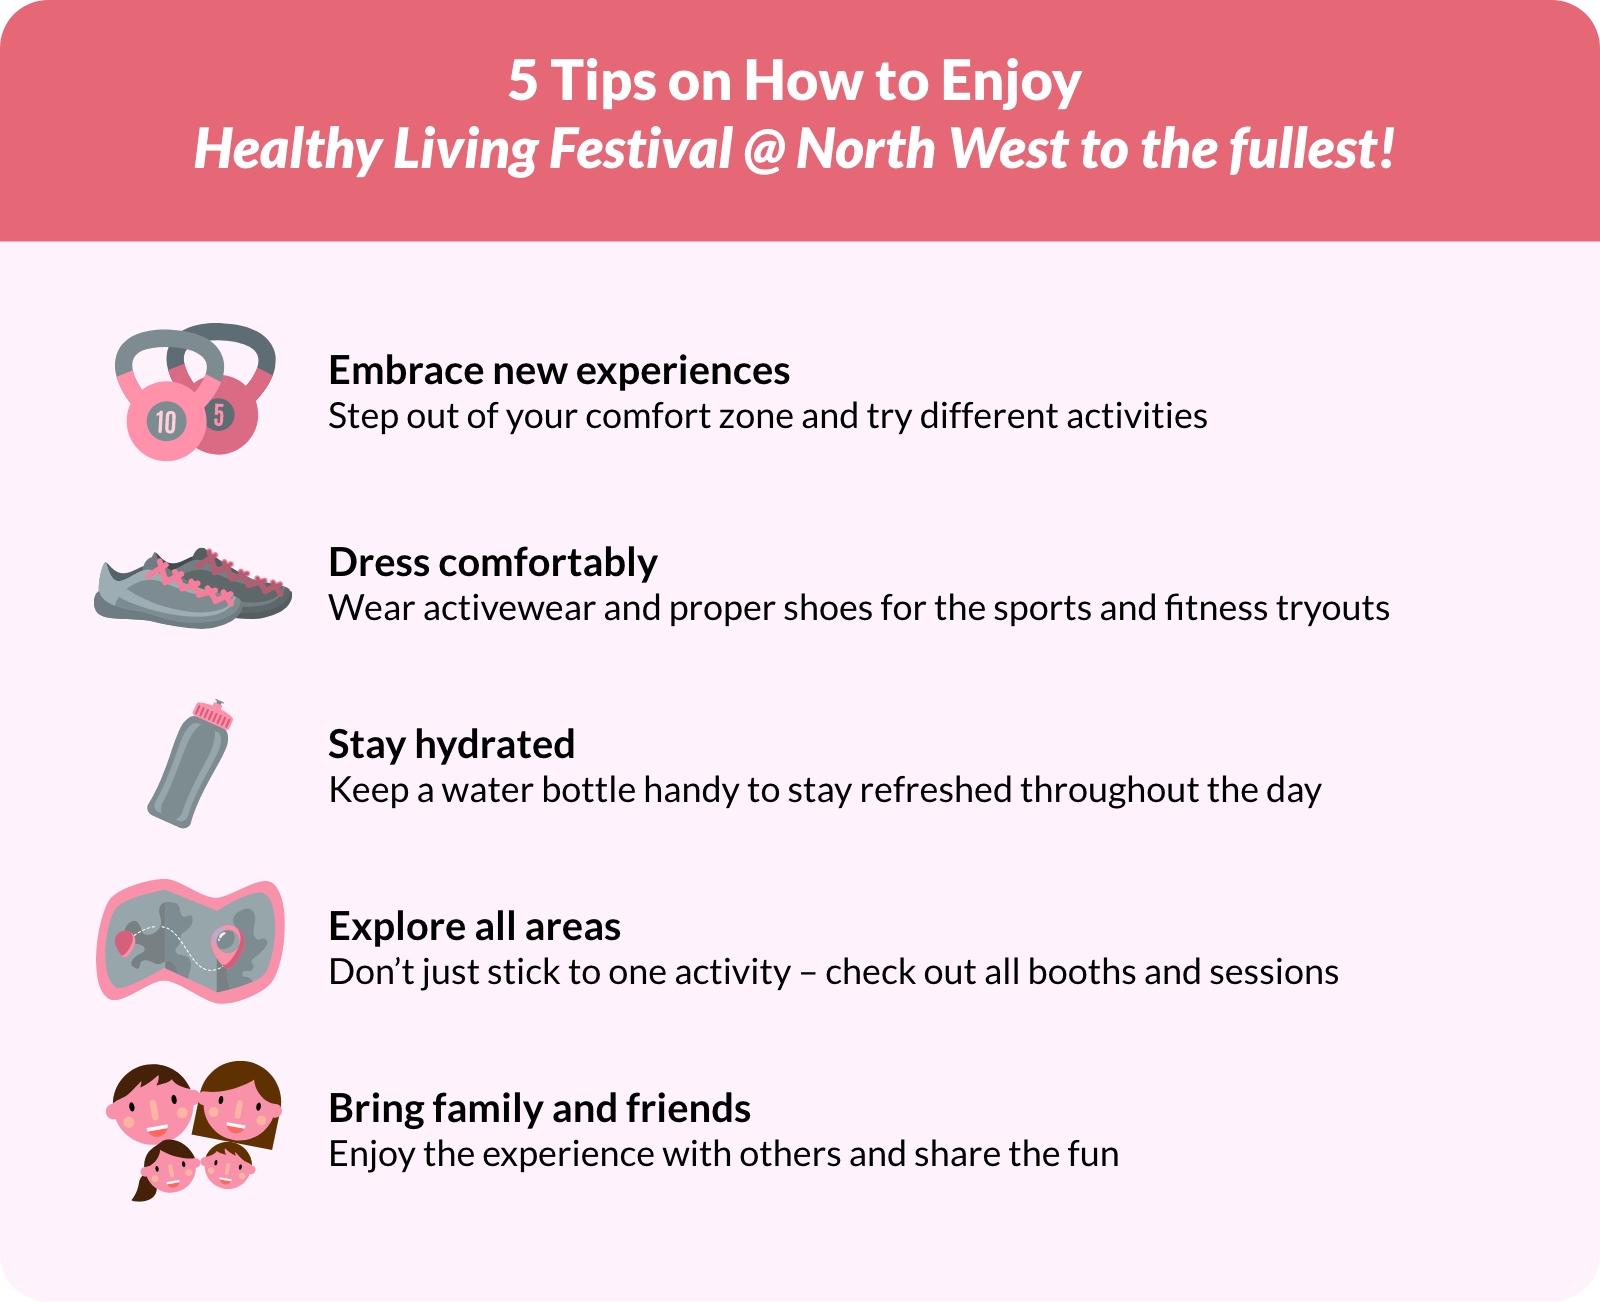 5 Tips on How to Enjoy
Healthy Living Festival @ North West to the fullest!
10
5
Embrace new experiences
Step out of your comfort zone and try different activities
Dress comfortably
Wear activewear and proper shoes for the sports and fitness tryouts
Stay hydrated
Keep a water bottle handy to stay refreshed throughout the day
Explore all areas
Don’t just stick to one activity – check out all booths and sessions
Bring family and friends
Enjoy the experience with others and share the fun